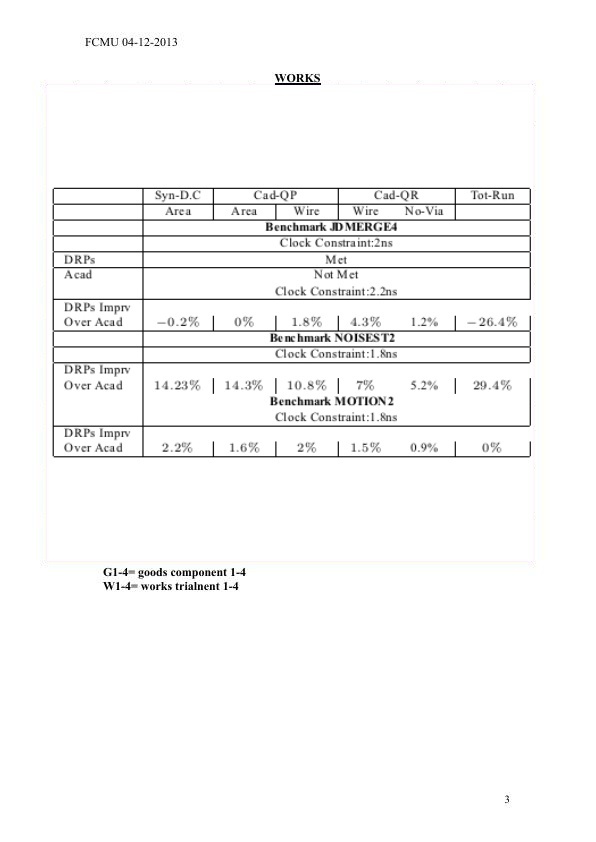 FCMU 04-12-2013
WORKS
Syn-D.C Cad-QP Cad-QR Tot-Run
Area Area Wire Wire No-Via
Benchmark JDMERGE4
Clock Constraint:2ns
DRPs Met
Acad Not Met
Clock Constraint:2.2ns
DRPs Imprv
Over Acad −0.2% 0% 1.8% 4.3% 1.2% −26.4%
Benchmark NOISEST2
Clock Constraint:1.8ns
DRPs Imprv
Over Acad 14.23% 14.3% 10.8% 7% 5.2% 29.4%
Benchmark MOTION2
Clock Constraint:1.8ns
DRPs Imprv
Over Acad 2.2% 1.6% 2% 1.5% 0.9% 0%
G1-4= goods component 1-4
W1-4= works trialnent 1-4
3